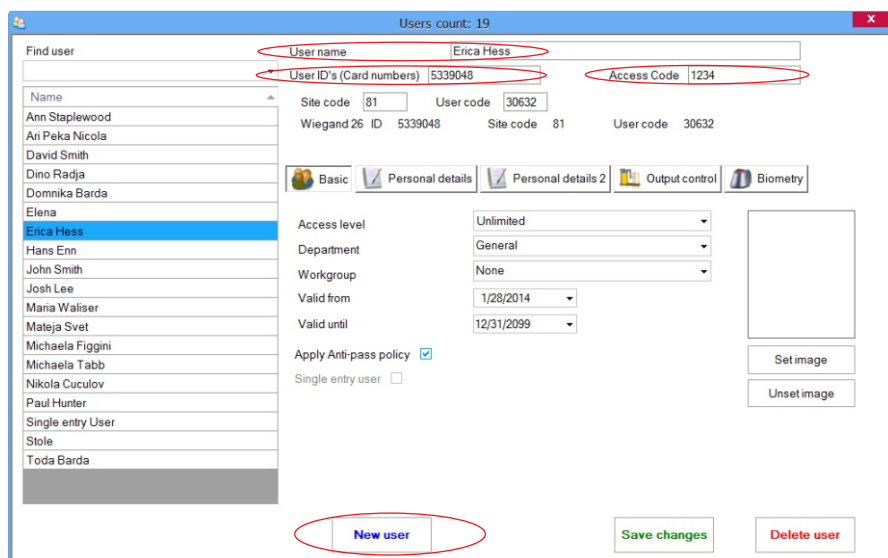 Users count: 19
x
Find user
User name Erica Hess
User ID's (Card numbers) 5339048 Access Code 1234
Name
Site code 81 User code 30632
Wiegand 26 ID 5339048 Site code 81 User code 30632
Ann Staplewood
Ari Peka Nicola
David Smith
Dino Radja
Domnika Barda
Elena
Erica Hess
Hans Enn
John Smith
Josh Lee
Maria Waliser
Mateja Svet
Michaela Figgini
Michaela Tabb
Nikola Cuculov
Paul Hunter
Single entry User
Stole
Toda Barda
Basic Personal details Personal details 2 Output control Biometry
Access level Unlimited
Department General
Workgroup None
Valid from 1/28/2014
Valid until 12/31/2099
Apply Anti-pass policy
Single entry user
Set image
Unset image
New user Save changes Delete user